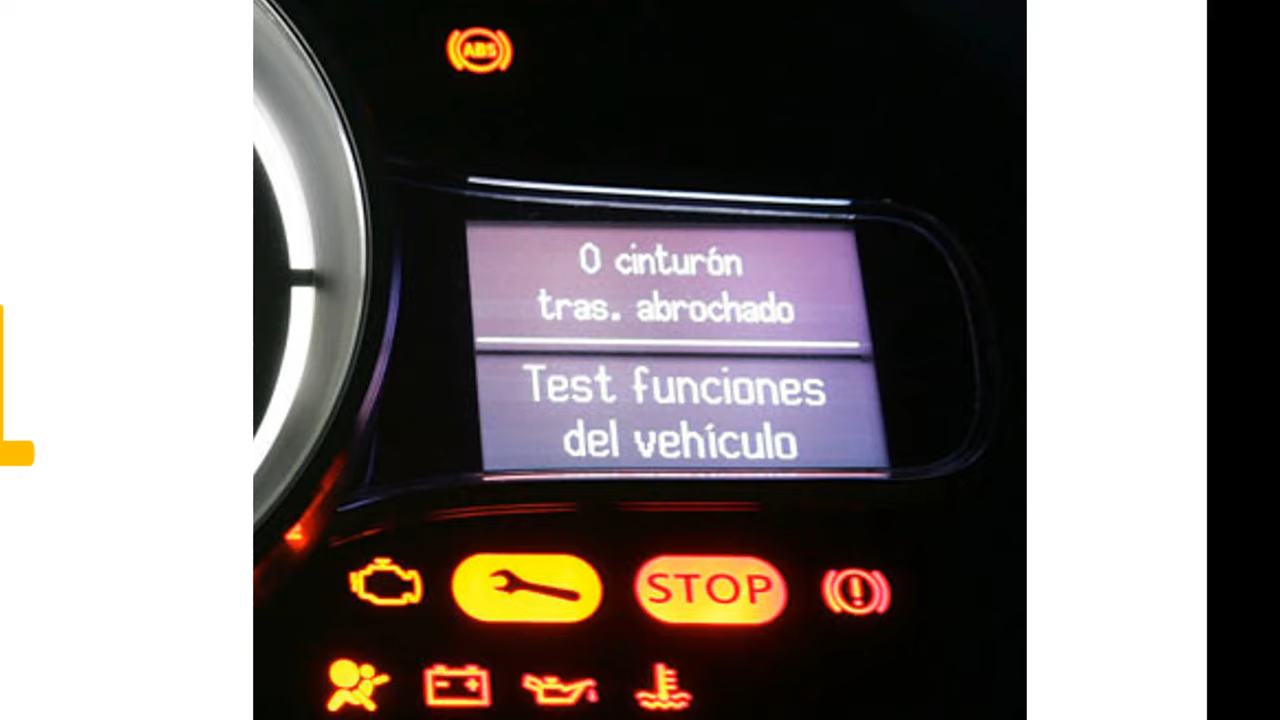 ABS
0 cinturón
tras. abrochado
Test funciones
del vehículo
STOP